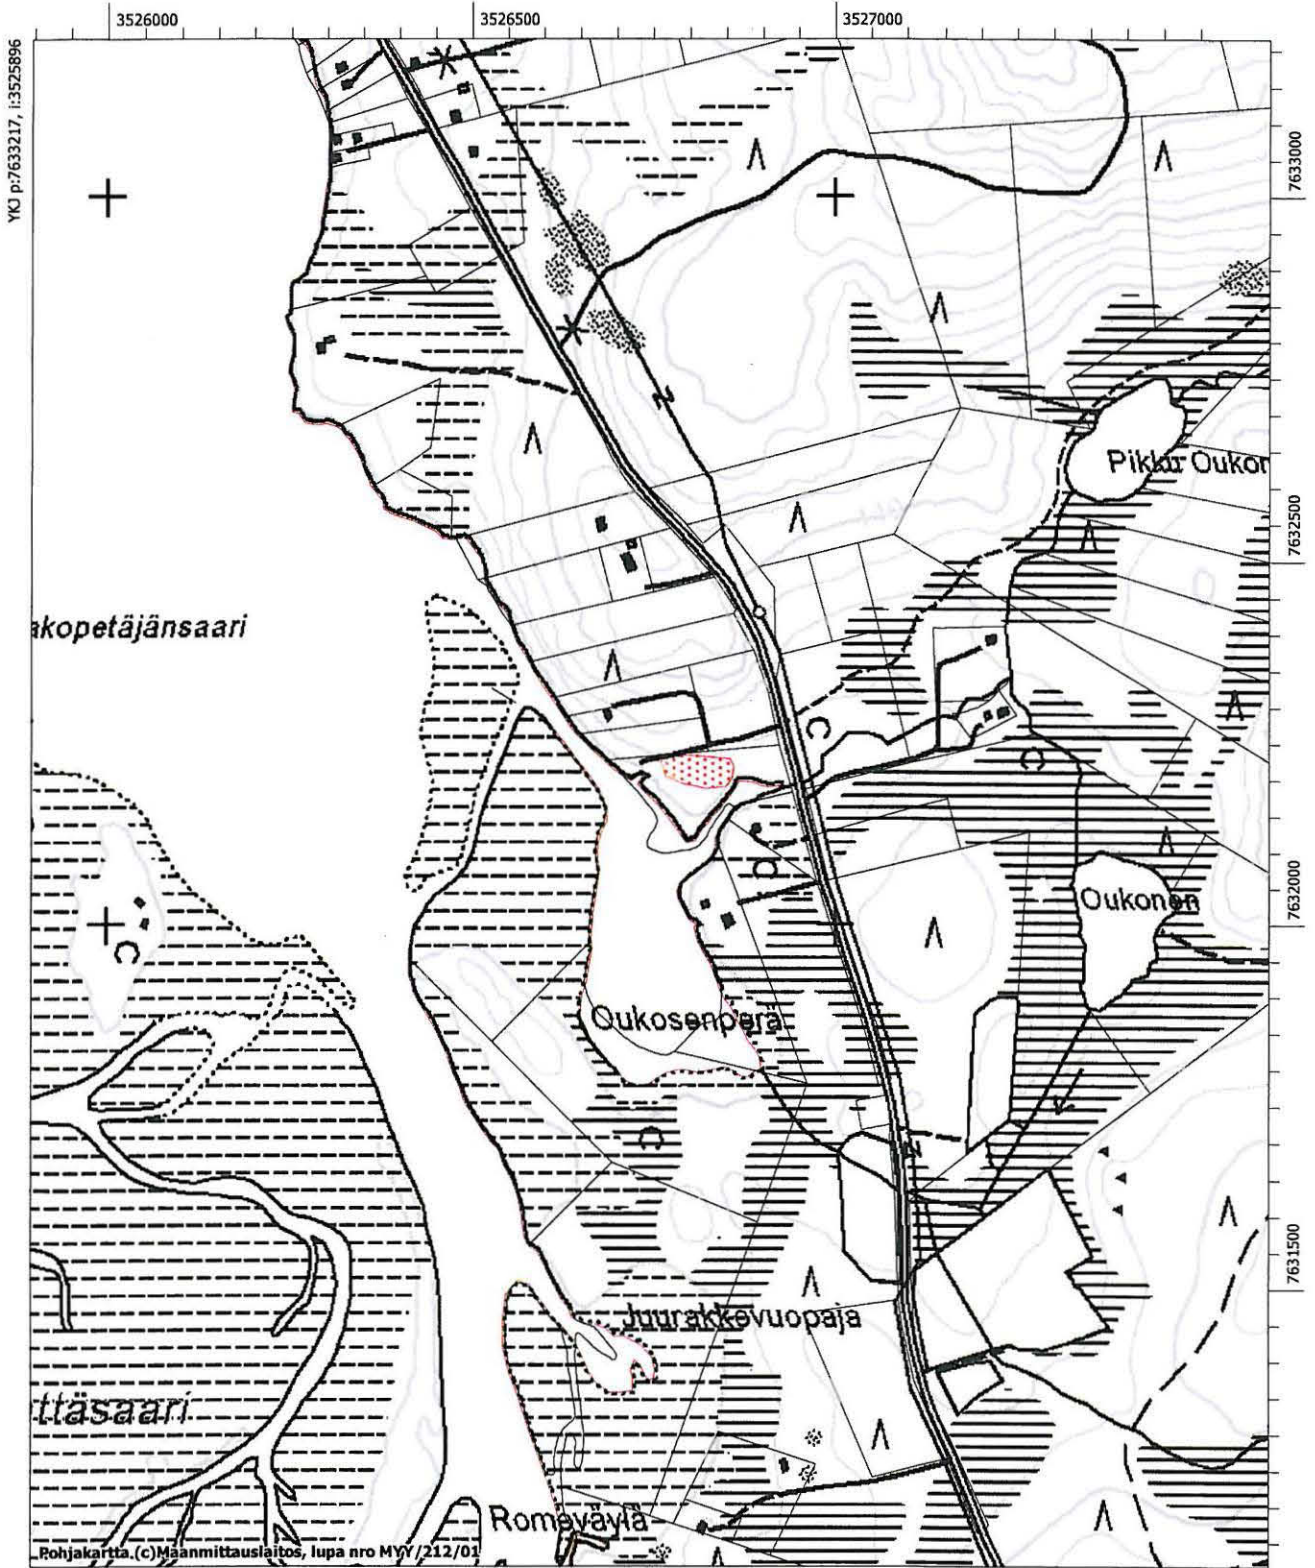 3526000
3526500
3527000
YKJ p:7633217, i:3525896
7633000
Pikku Oukon
7632500
akopetäjänsaari
7632000
Oukonen
Oukosenperä
7631500
Juurakkovuopaja
ttäsaari
Romaväylä
Pohjakartta (c)Maanmittauslaitos, lupa nro MYY/212/01